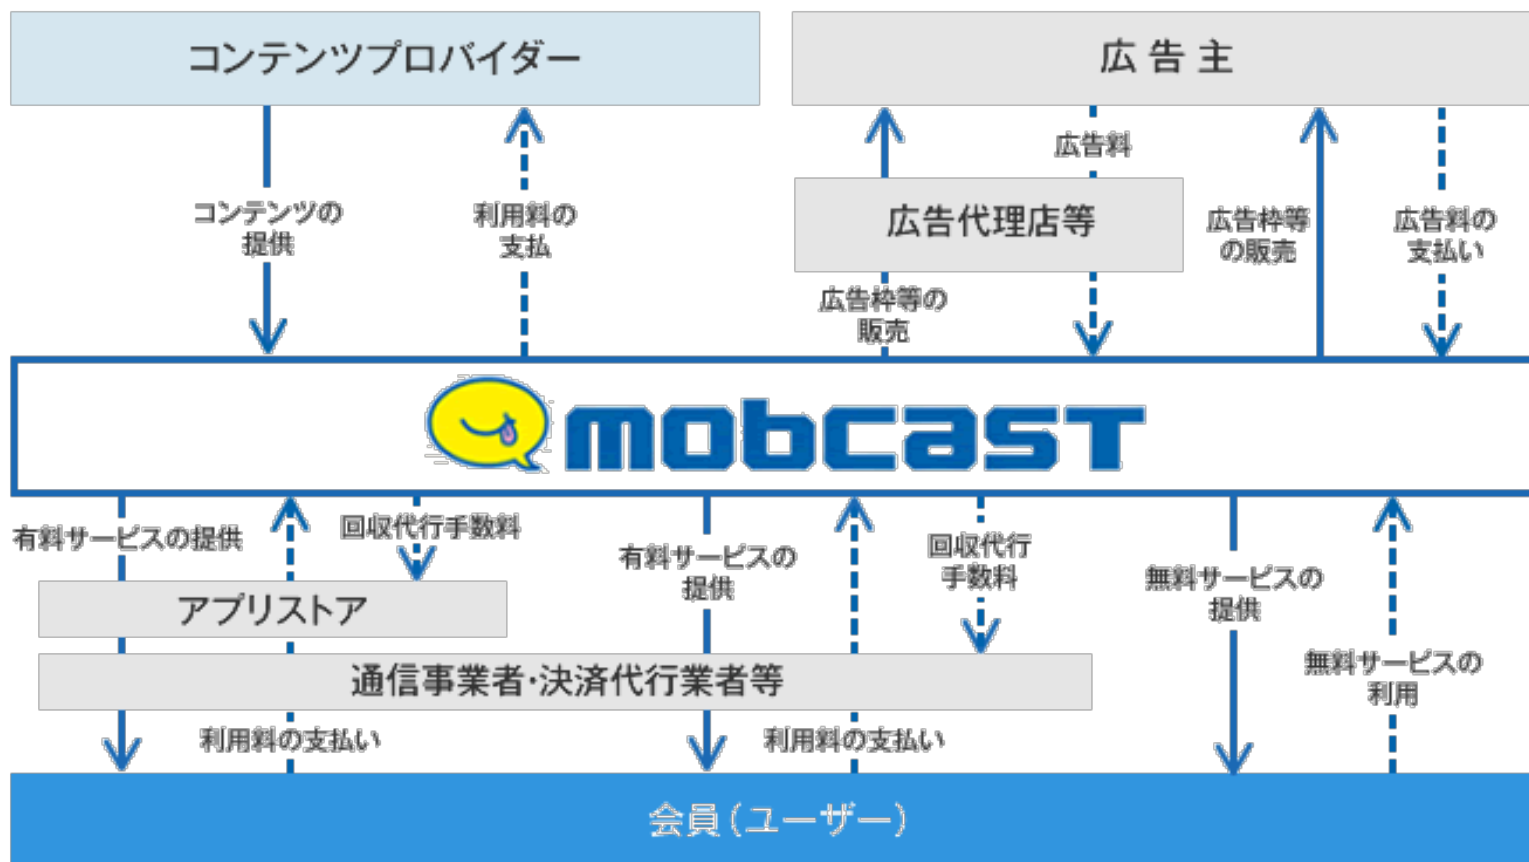 コンテンツプロバイダー
広告主
広告料
コンテンツの
提供
利用料の
支払
広告代理店等
広告枠等
の販売
広告料の
支払い
広告枠等の
販売
mobcast
有料サービスの提供
回収代行手数料
有料サービスの
提供
回収代行
手数料
無料サービスの
提供
アプリストア
通信事業者・決済代行業者等
無料サービスの
利用
利用料の支払い
利用料の支払い
会員(ユーザー)